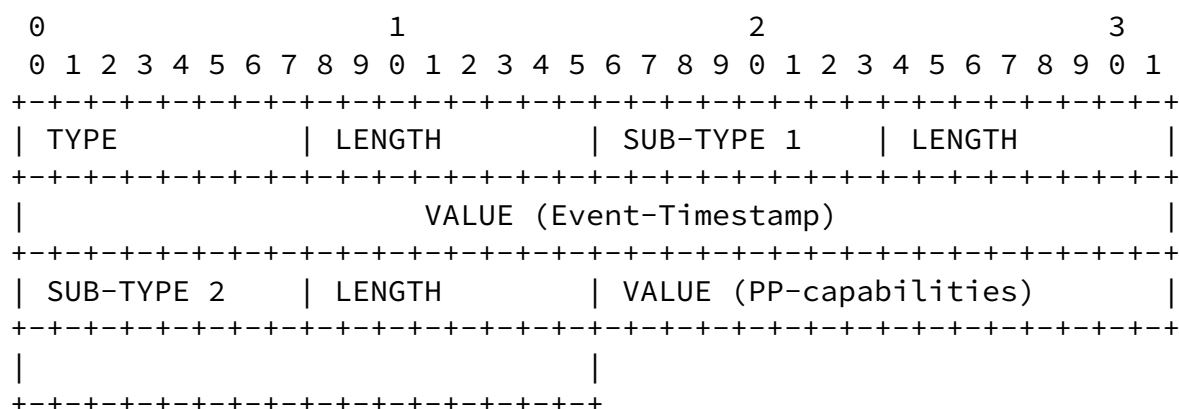 0                   1                   2                   3
 0 1 2 3 4 5 6 7 8 9 0 1 2 3 4 5 6 7 8 9 0 1 2 3 4 5 6 7 8 9 0 1
+-+-+-+-+-+-+-+-+-+-+-+-+-+-+-+-+-+-+-+-+-+-+-+-+-+-+-+-+-+-+-+-+
| TYPE          | LENGTH        | SUB-TYPE 1    | LENGTH        |
+-+-+-+-+-+-+-+-+-+-+-+-+-+-+-+-+-+-+-+-+-+-+-+-+-+-+-+-+-+-+-+-+
|                      VALUE (Event-Timestamp)                  |
+-+-+-+-+-+-+-+-+-+-+-+-+-+-+-+-+-+-+-+-+-+-+-+-+-+-+-+-+-+-+-+-+
| SUB-TYPE 2    | LENGTH        | VALUE (PP-capabilities)       |
+-+-+-+-+-+-+-+-+-+-+-+-+-+-+-+-+-+-+-+-+-+-+-+-+-+-+-+-+-+-+-+-+
|                               |
+-+-+-+-+-+-+-+-+-+-+-+-+-+-+-+-+